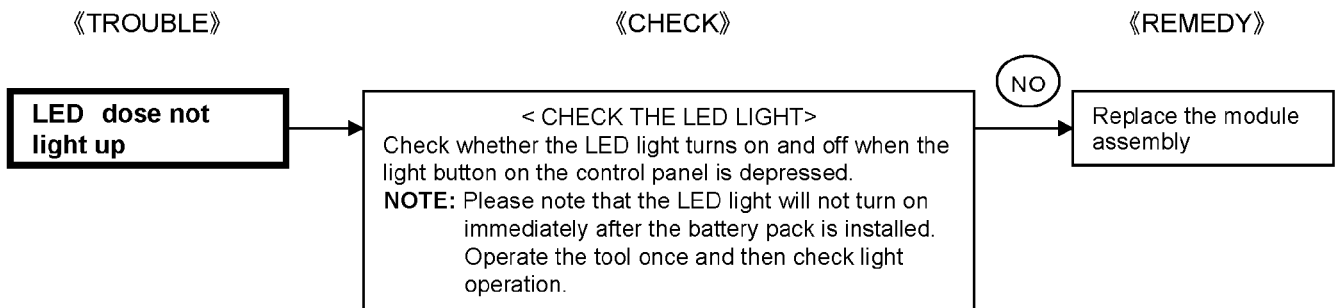 《TROUBLE》
《CHECK》
《REMEDY》
LED dose not
light up
< CHECK THE LED LIGHT>
Check whether the LED light turns on and off when the
light button on the control panel is depressed.
NOTE: Please note that the LED light will not turn on
immediately after the battery pack is installed.
Operate the tool once and then check light
operation.
NO
Replace the module
assembly